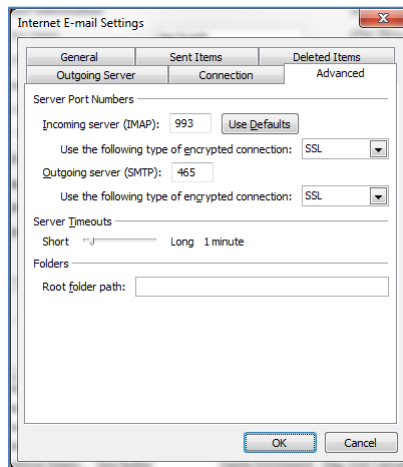 Internet E-mail Settings
General Sent Items Deleted Items
Outgoing Server Connection Advanced
Server Port Numbers
Incoming server (IMAP): 993 Use Defaults
Use the following type of encrypted connection: SSL
Outgoing server (SMTP): 465
Use the following type of encrypted connection: SSL
Server Timeouts
Short Long 1 minute
Folders
Root folder path:
OK Cancel